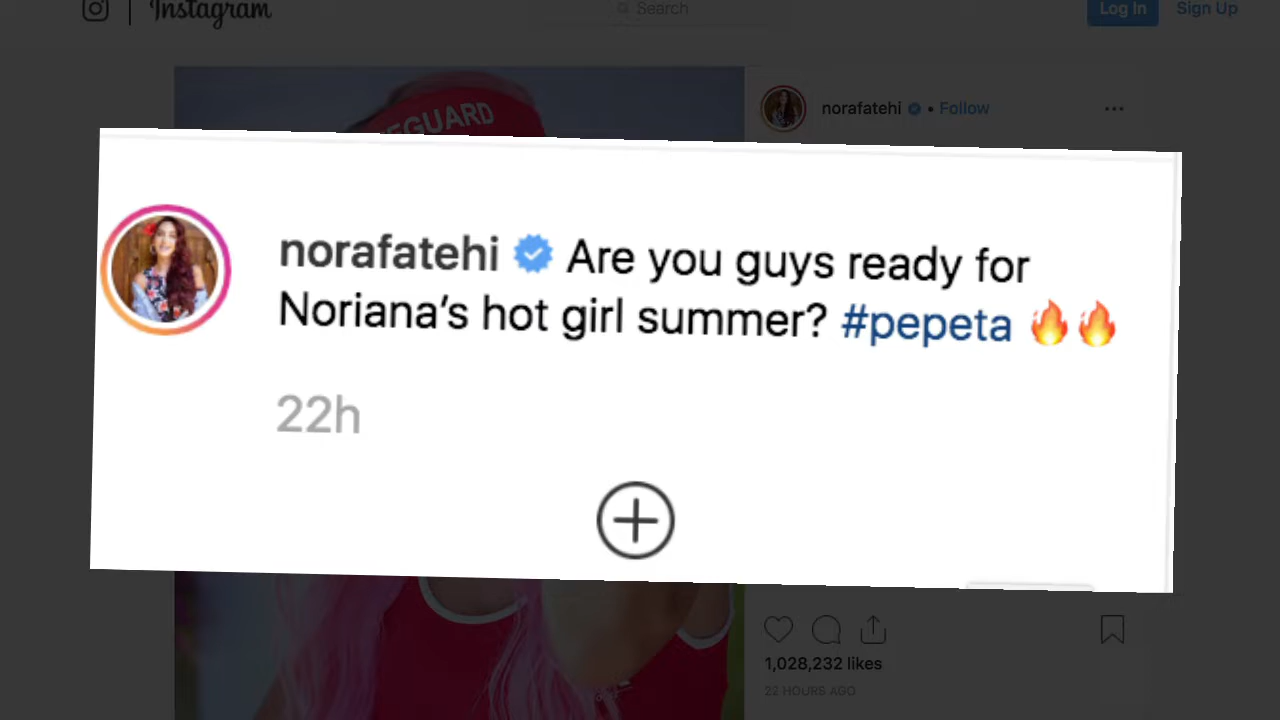 Instagram
Search
Log In
Sign Up
norafatehi • Follow
norafatehi Are you guys ready for
Noriana's hot girl summer? #pepeta 🔥🔥
22h
1,028,232 likes
22 HOURS AGO